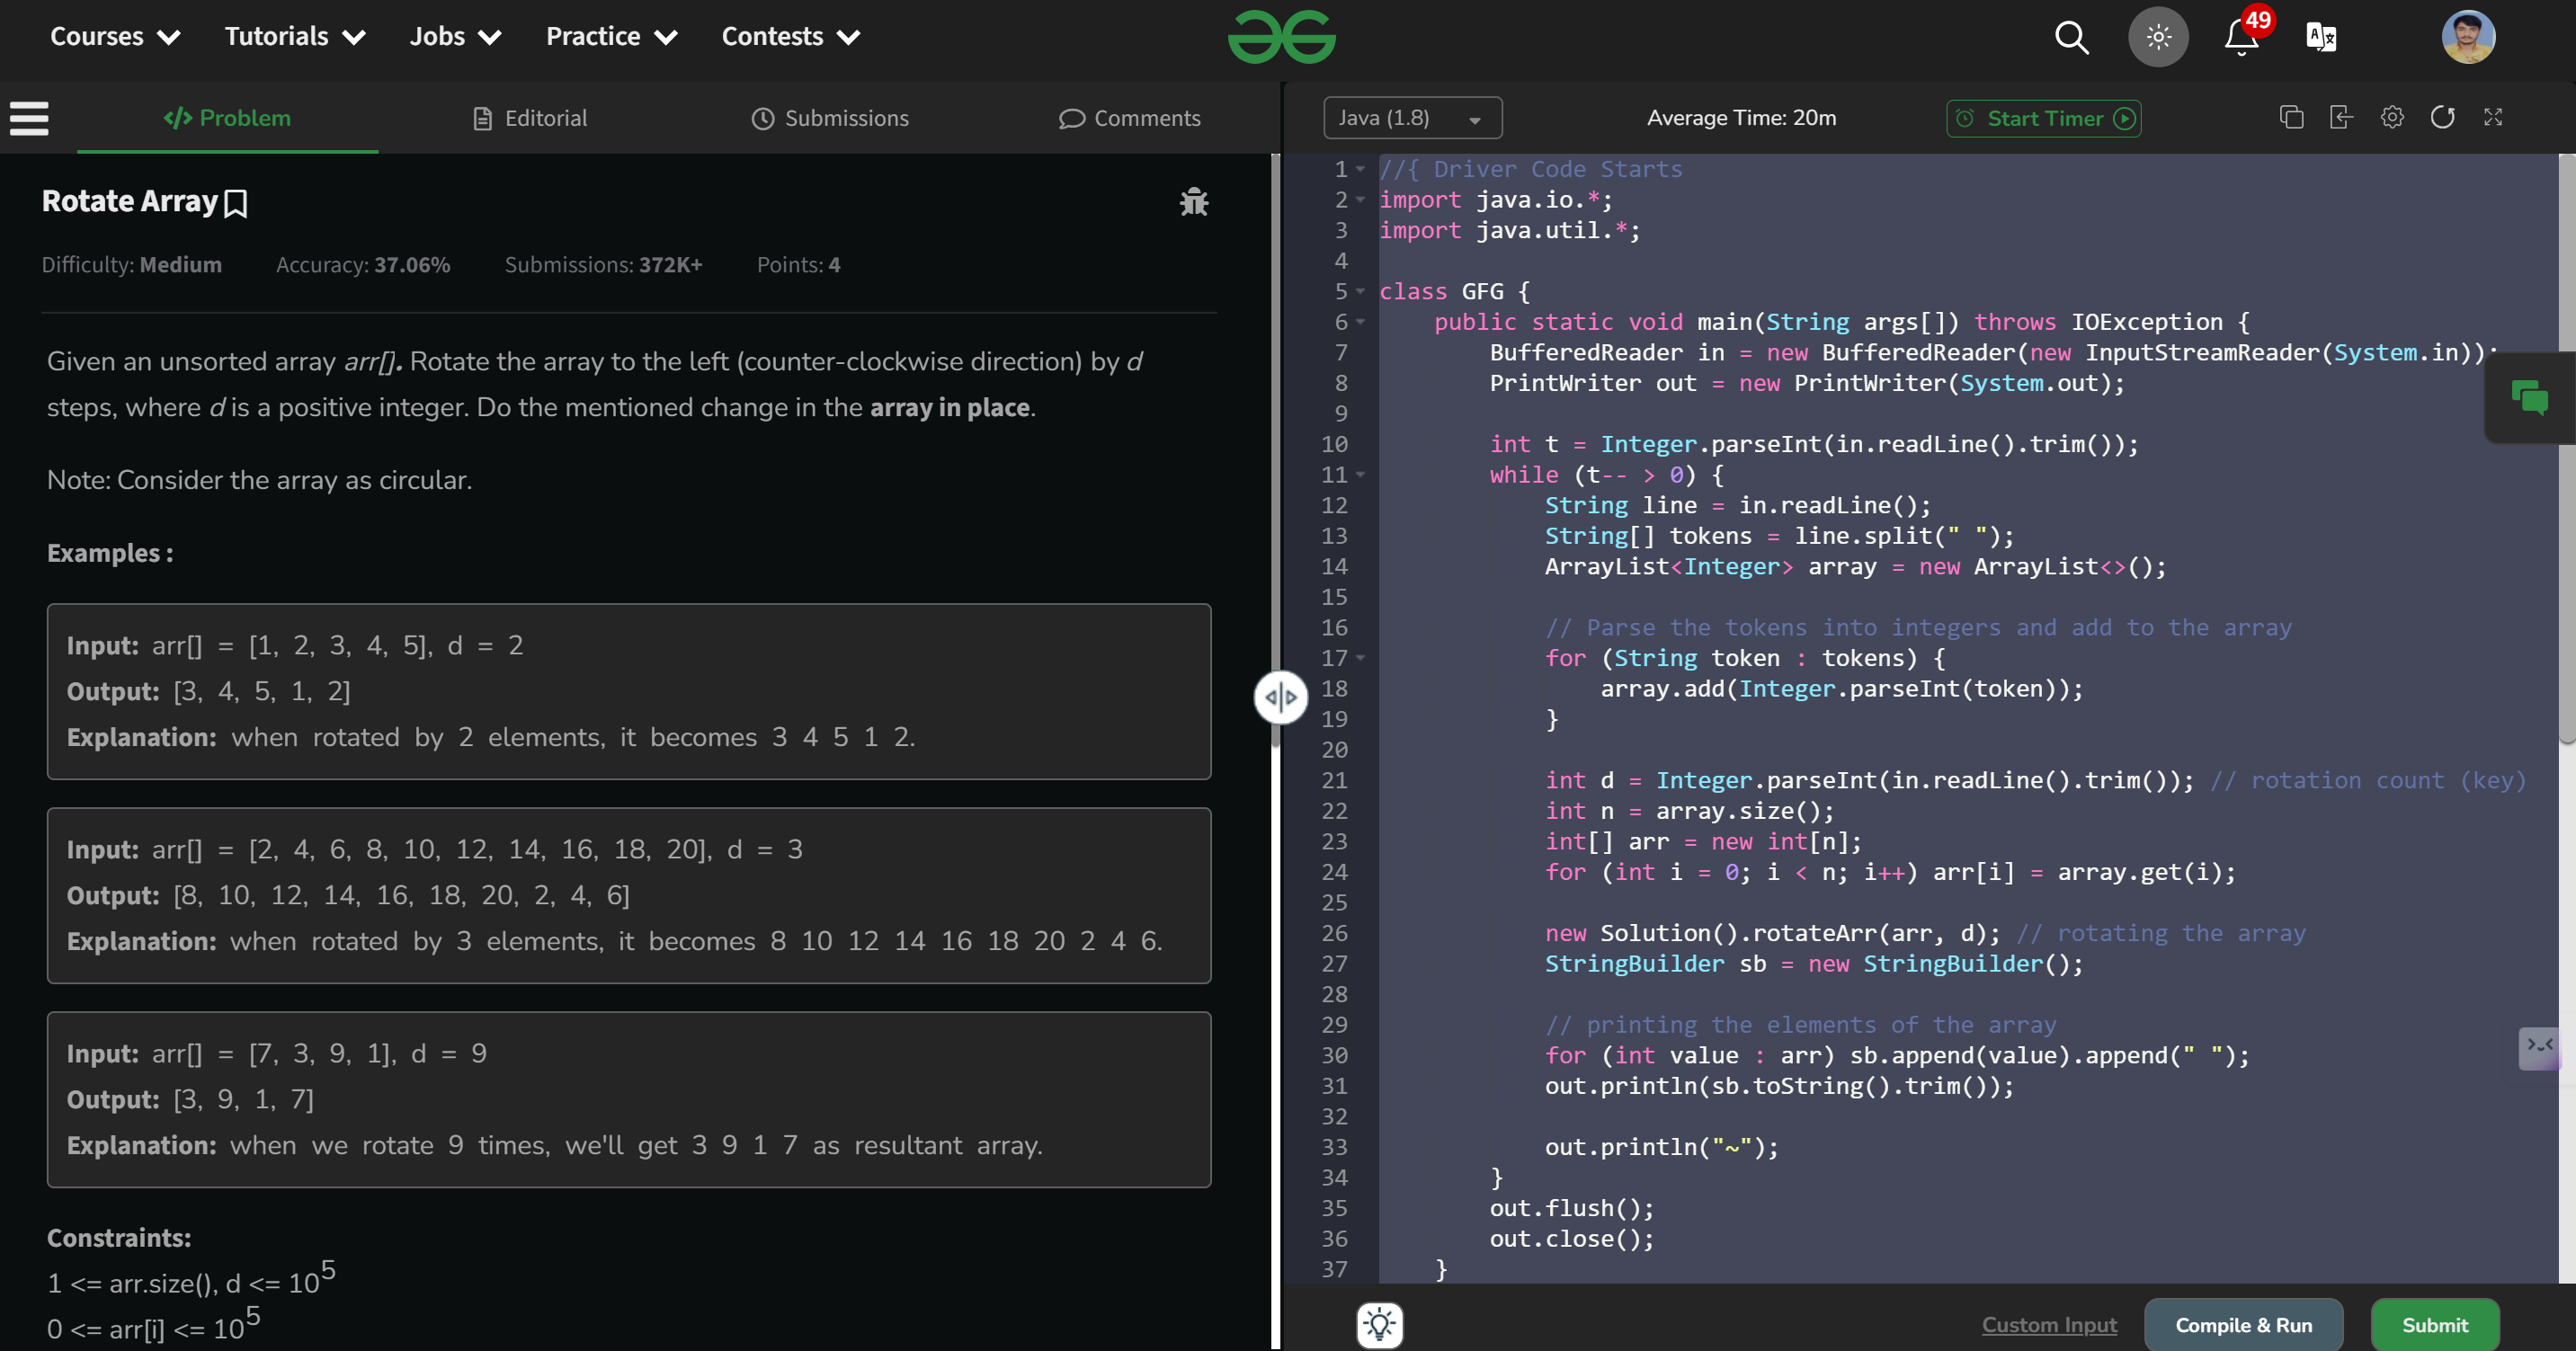 Courses Tutorials Jobs Practice Contests
49
Problem Editorial Submissions Comments
Java (1.8) Average Time: 20m Start Timer
Rotate Array
Difficulty: Medium Accuracy: 37.06% Submissions: 372K+ Points: 4
Given an unsorted array arr[]. Rotate the array to the left (counter-clockwise direction) by d
steps, where d is a positive integer. Do the mentioned change in the array in place.
Note: Consider the array as circular.
Examples :
Input: arr[] = [1, 2, 3, 4, 5], d = 2
Output: [3, 4, 5, 1, 2]
Explanation: when rotated by 2 elements, it becomes 3 4 5 1 2.
Input: arr[] = [2, 4, 6, 8, 10, 12, 14, 16, 18, 20], d = 3
Output: [8, 10, 12, 14, 16, 18, 20, 2, 4, 6]
Explanation: when rotated by 3 elements, it becomes 8 10 12 14 16 18 20 2 4 6.
Input: arr[] = [7, 3, 9, 1], d = 9
Output: [3, 9, 1, 7]
Explanation: when we rotate 9 times, we'll get 3 9 1 7 as resultant array.
Constraints:
1 <= arr.size(), d <= 10^5
0 <= arr[i] <= 10^5
1 //{ Driver Code Starts
2 import java.io.*;
3 import java.util.*;
4
5 class GFG {
6 public static void main(String args[]) throws IOException {
7 BufferedReader in = new BufferedReader(new InputStreamReader(System.in));
8 PrintWriter out = new PrintWriter(System.out);
9
10 int t = Integer.parseInt(in.readLine().trim());
11 while (t-- > 0) {
12 String line = in.readLine();
13 String[] tokens = line.split(" ");
14 ArrayList<Integer> array = new ArrayList<>();
15
16 // Parse the tokens into integers and add to the array
17 for (String token : tokens) {
18 array.add(Integer.parseInt(token));
19 }
20
21 int d = Integer.parseInt(in.readLine().trim()); // rotation count (key)
22 int n = array.size();
23 int[] arr = new int[n];
24 for (int i = 0; i < n; i++) arr[i] = array.get(i);
25
26 new Solution().rotateArr(arr, d); // rotating the array
27 StringBuilder sb = new StringBuilder();
28
29 // printing the elements of the array
30 for (int value : arr) sb.append(value).append(" ");
31 out.println(sb.toString().trim());
32
33 out.println("~");
34 }
35 out.flush();
36 out.close();
37 }
Custom Input Compile & Run Submit